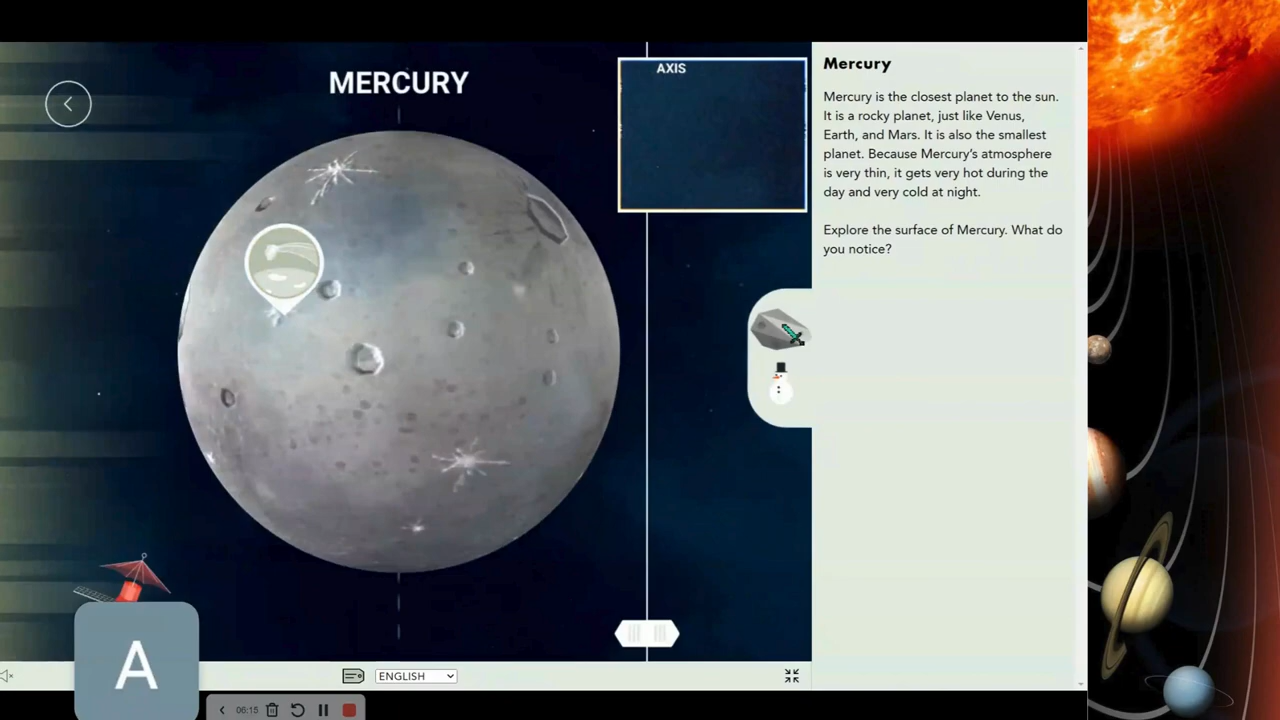 MERCURY
AXIS
Mercury
Mercury is the closest planet to the sun.
It is a rocky planet, just like Venus,
Earth, and Mars. It is also the smallest
planet. Because Mercury’s atmosphere
is very thin, it gets very hot during the
day and very cold at night.
Explore the surface of Mercury. What do
you notice?
A
ENGLISH
06:15